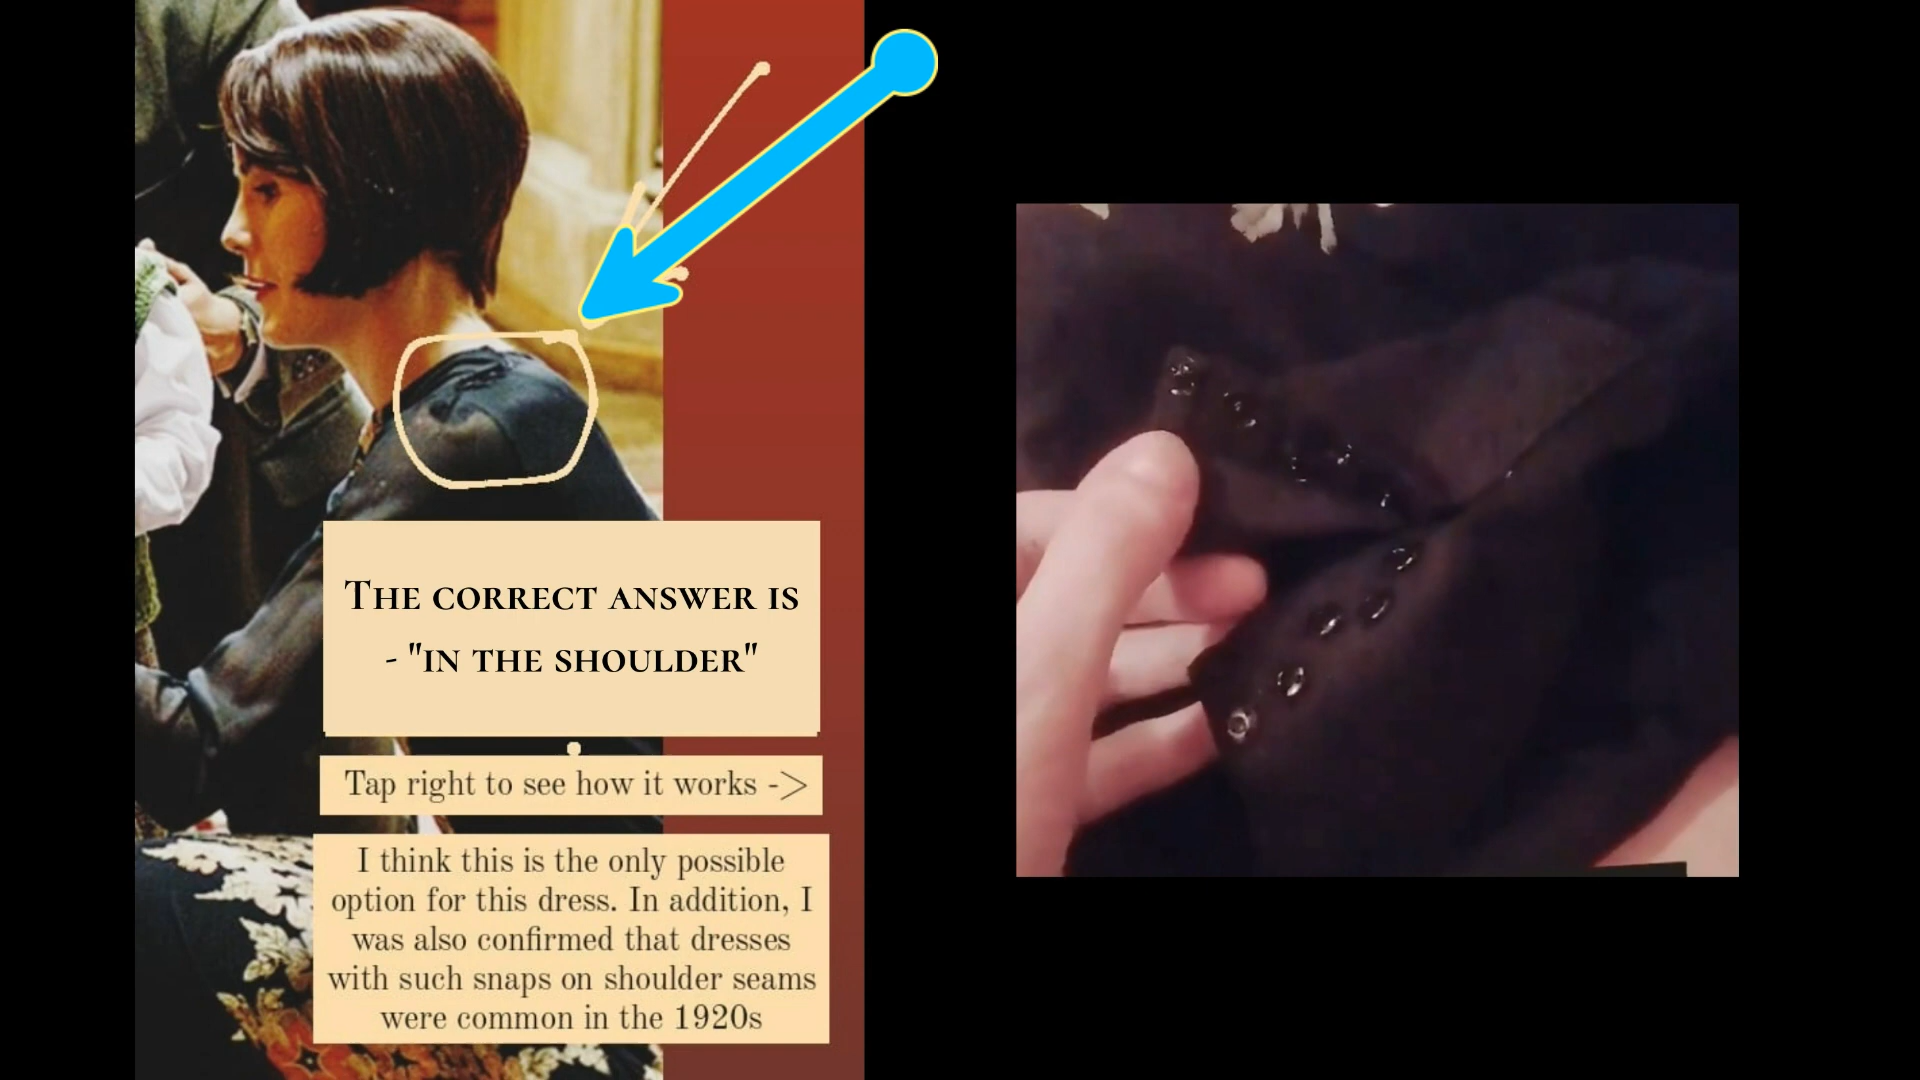 The correct answer is
- "in the shoulder"
Tap right to see how it works ->
I think this is the only possible
option for this dress. In addition, I
was also confirmed that dresses
with such snaps on shoulder seams
were common in the 1920s